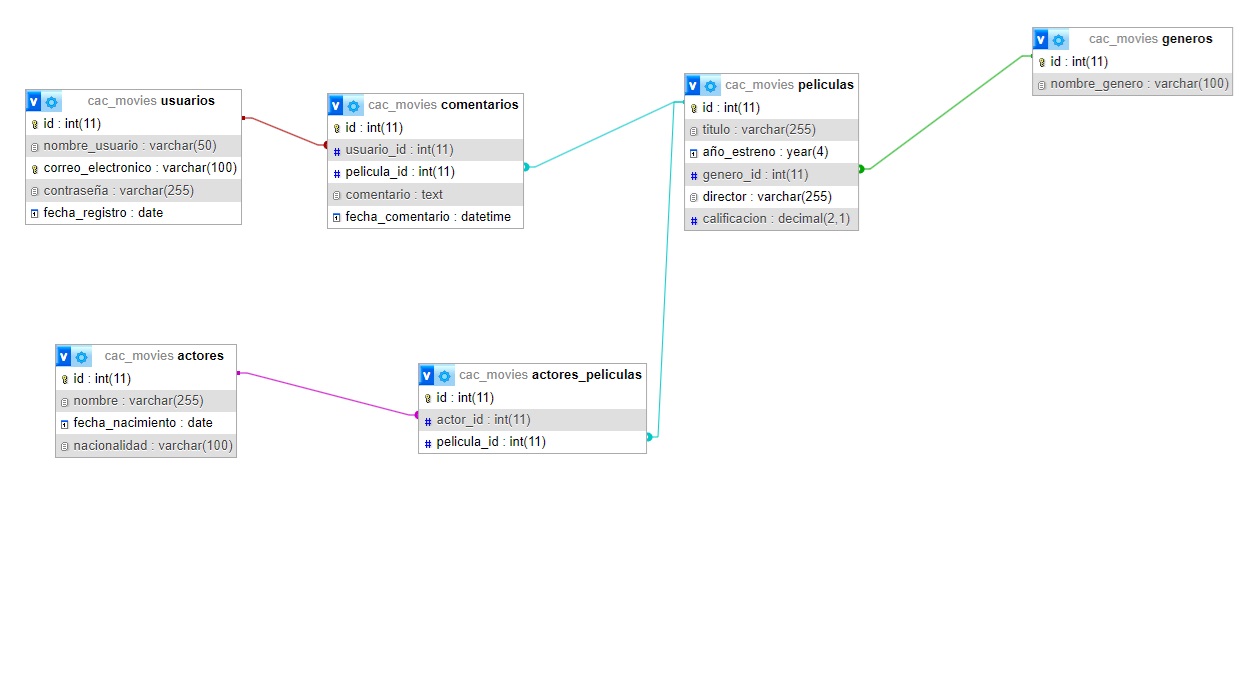 v cac_movies usuarios
id : int(11)
nombre_usuario : varchar(50)
correo_electronico : varchar(100)
contraseña : varchar(255)
fecha_registro : date
v cac_movies comentarios
id : int(11)
# usuario_id : int(11)
# pelicula_id : int(11)
comentario : text
fecha_comentario : datetime
v cac_movies peliculas
id : int(11)
titulo : varchar(255)
año_estreno : year(4)
# genero_id : int(11)
director : varchar(255)
# calificacion : decimal(2,1)
v cac_movies generos
id : int(11)
nombre_genero : varchar(100)
v cac_movies actores
id : int(11)
nombre : varchar(255)
fecha_nacimiento : date
nacionalidad : varchar(100)
v cac_movies actores_peliculas
id : int(11)
# actor_id : int(11)
# pelicula_id : int(11)